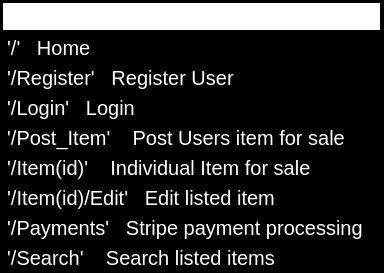 '/' Home
'/Register' Register User
'/Login' Login
'/Post_Item' Post Users item for sale
'/Item(id)' Individual Item for sale
'/Item(id)/Edit' Edit listed item
'/Payments' Stripe payment processing
'/Search' Search listed items